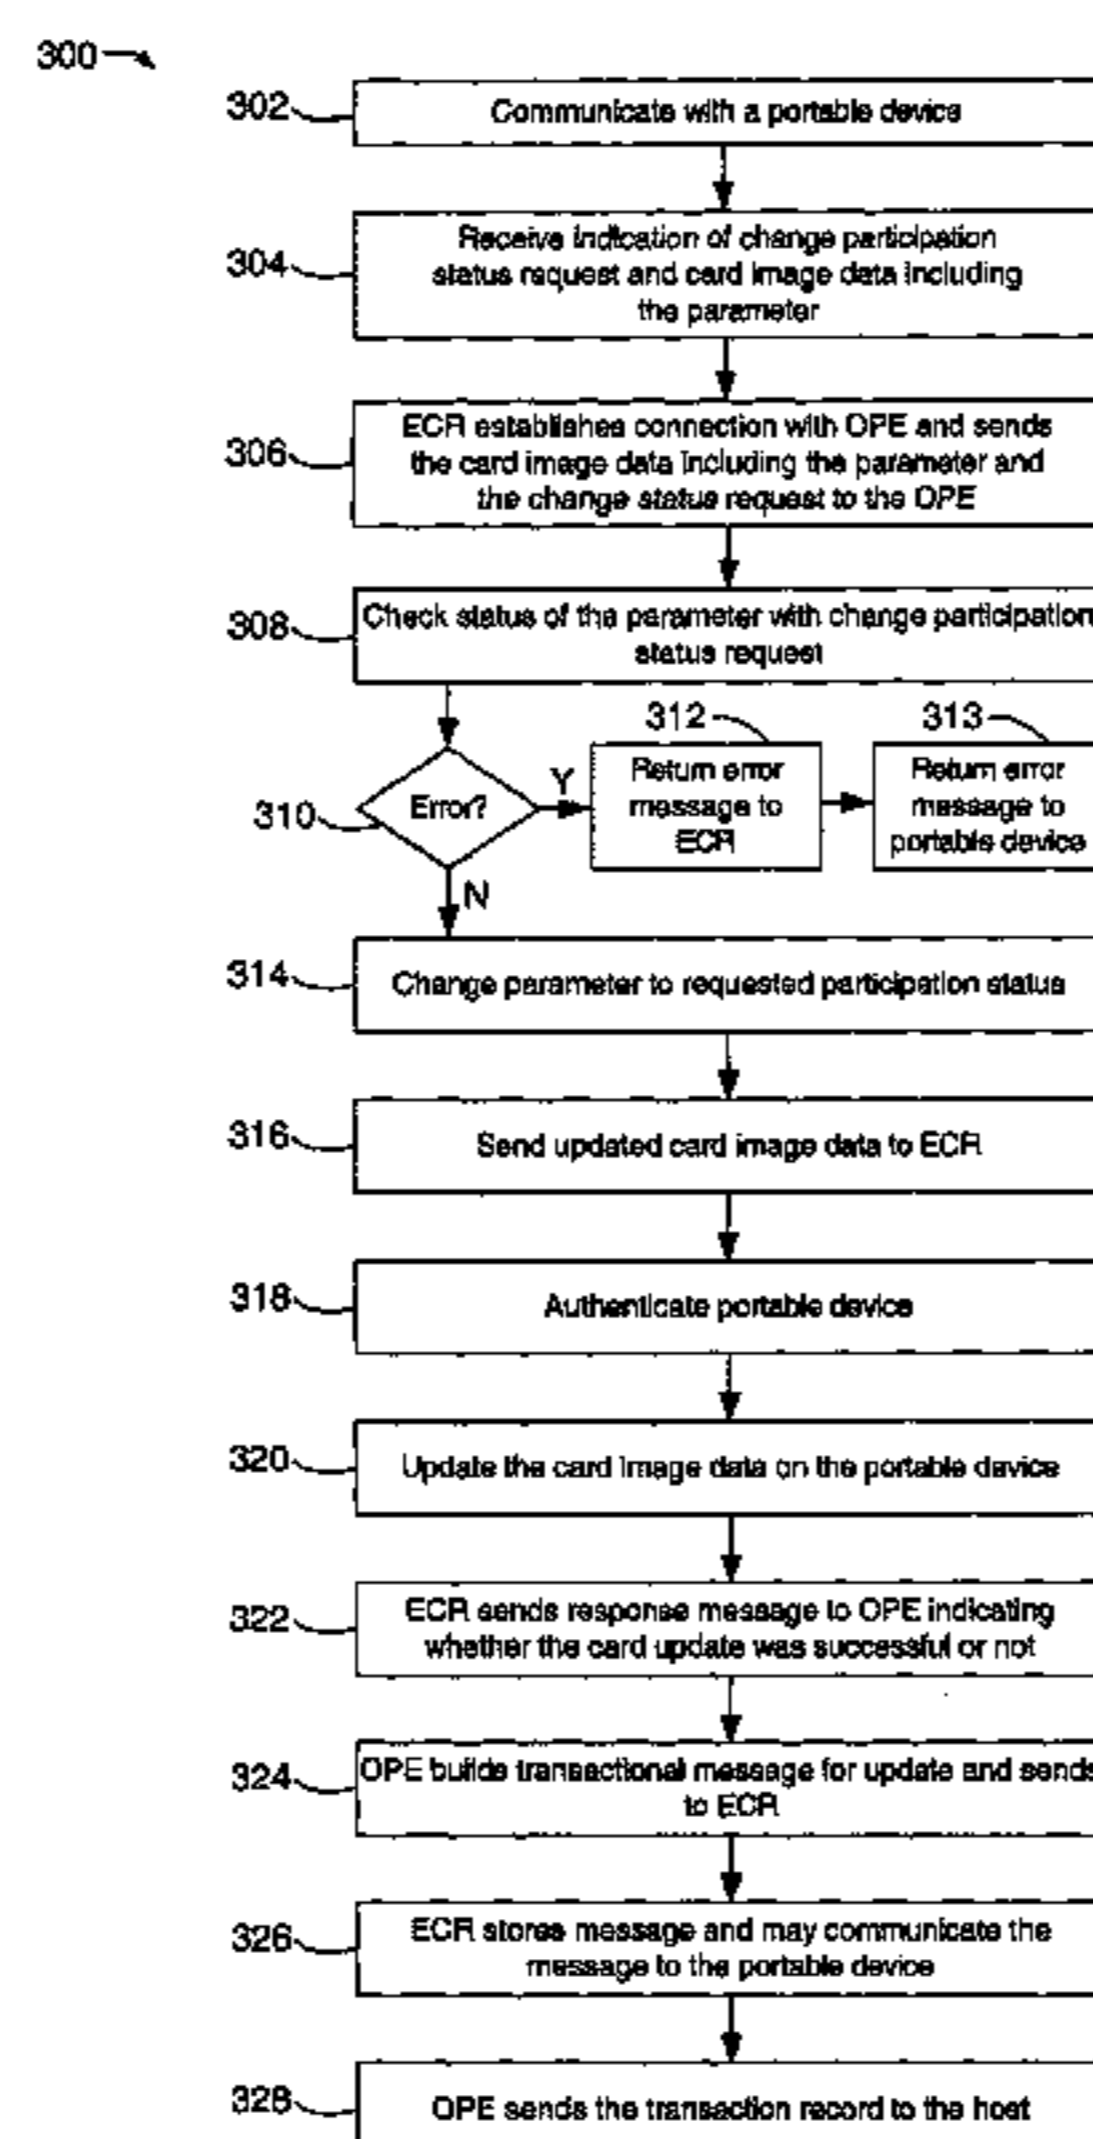 300
302
Communicate with a portable device
304
Receive indication of change participation
status request and card image data including
the parameter
306
ECR establishes connection with OPE and sends
the card image data including the parameter and
the change status request to the OPE
308
Check status of the parameter with change participation
status request
310
Error?
Y
N
312
Return error
message to
ECR
313
Return error
message to
portable device
314
Change parameter to requested participation status
316
Send updated card image data to ECR
318
Authenticate portable device
320
Update the card image data on the portable device
322
ECR sends response message to OPE indicating
whether the card update was successful or not
324
OPE builds transactional message for update and sends
to ECR
326
ECR stores message and may communicate the
message to the portable device
328
OPE sends the transaction record to the host